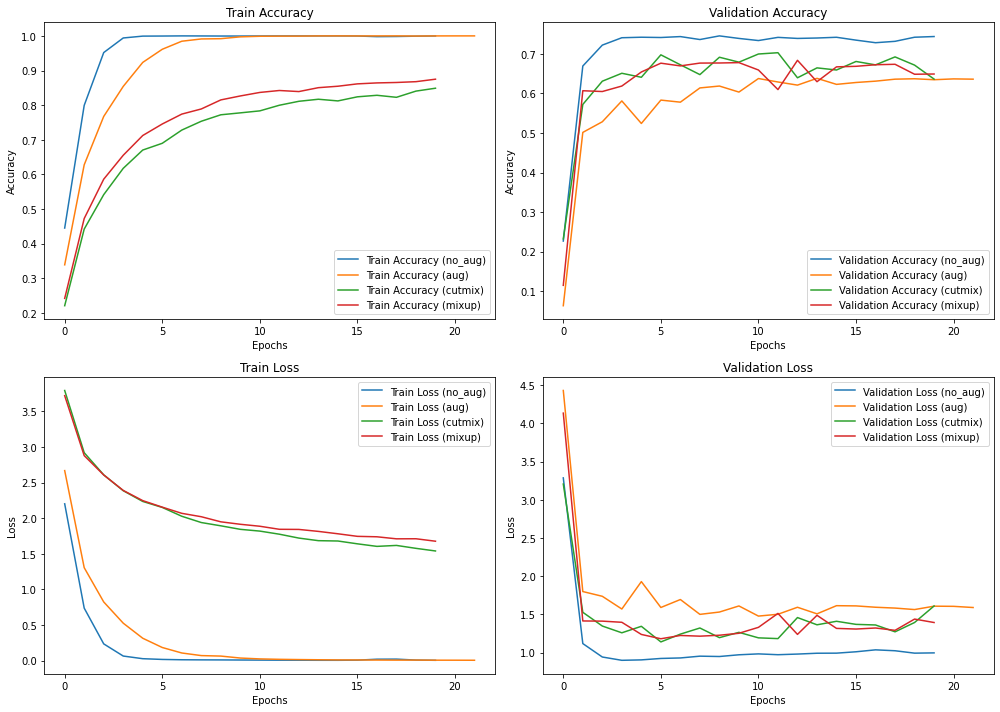 Train Accuracy
1.0
0.9
0.8
0.7
0.6
0.5
0.4
0.3
0.2
Accuracy
0
5
10
15
20
Epochs
Train Accuracy (no_aug)
Train Accuracy (aug)
Train Accuracy (cutmix)
Train Accuracy (mixup)
Validation Accuracy
0.7
0.6
0.5
0.4
0.3
0.2
0.1
Accuracy
0
5
10
15
20
Epochs
Validation Accuracy (no_aug)
Validation Accuracy (aug)
Validation Accuracy (cutmix)
Validation Accuracy (mixup)
Train Loss
3.5
3.0
2.5
2.0
1.5
1.0
0.5
0.0
Loss
0
5
10
15
20
Epochs
Train Loss (no_aug)
Train Loss (aug)
Train Loss (cutmix)
Train Loss (mixup)
Validation Loss
4.5
4.0
3.5
3.0
2.5
2.0
1.5
1.0
Loss
0
5
10
15
20
Epochs
Validation Loss (no_aug)
Validation Loss (aug)
Validation Loss (cutmix)
Validation Loss (mixup)